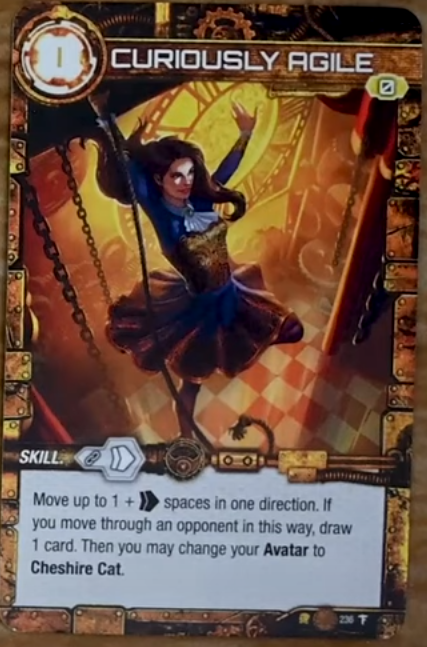 1 CURIOUSLY AGILE
0
SKILL:
Move up to 1 + spaces in one direction. If
you move through an opponent in this way, draw
1 card. Then you may change your Avatar to
Cheshire Cat.
R 236 F